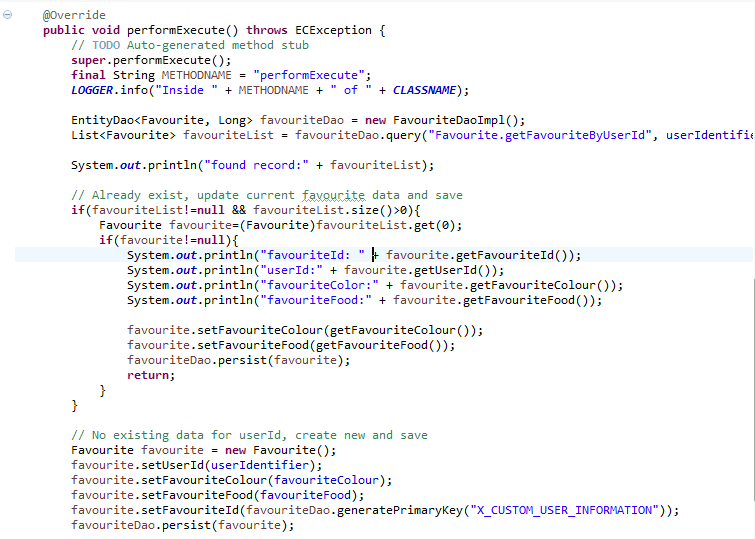 @Override
public void performExecute() throws ECException {
// TODO Auto-generated method stub
super.performExecute();
final String METHODNAME = "performExecute";
LOGGER.info("Inside " + METHODNAME + " of " + CLASSNAME);
EntityDao<Favourite, Long> favouriteDao = new FavouriteDaoImpl();
List<Favourite> favouriteList = favouriteDao.query("Favourite.getFavouriteByUserId", userIdentifie
System.out.println("found record:" + favouriteList);
// Already exist, update current favourite data and save
if(favouriteList!=null && favouriteList.size()>0){
Favourite favourite=(Favourite)favouriteList.get(0);
if(favourite!=null){
System.out.println("favouriteId: " + favourite.getFavouriteId());
System.out.println("userId:" + favourite.getUserId());
System.out.println("favouriteColor:" + favourite.getFavouriteColour());
System.out.println("favouriteFood:" + favourite.getFavouriteFood());
favourite.setFavouriteColour(getFavouriteColour());
favourite.setFavouriteFood(getFavouriteFood());
favouriteDao.persist(favourite);
return;
}
}
// No existing data for userId, create new and save
Favourite favourite = new Favourite();
favourite.setUserId(userIdentifier);
favourite.setFavouriteColour(favouriteColour);
favourite.setFavouriteFood(favouriteFood);
favourite.setFavouriteId(favouriteDao.generatePrimaryKey("X_CUSTOM_USER_INFORMATION"));
favouriteDao.persist(favourite);